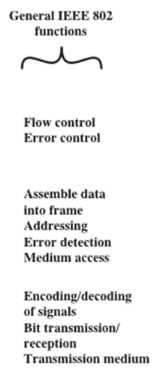 General IEEE 802
functions
Flow control
Error control
Assemble data
into frame
Addressing
Error detection
Medium access
Encoding/decoding
of signals
Bit transmission/
reception
Transmission medium